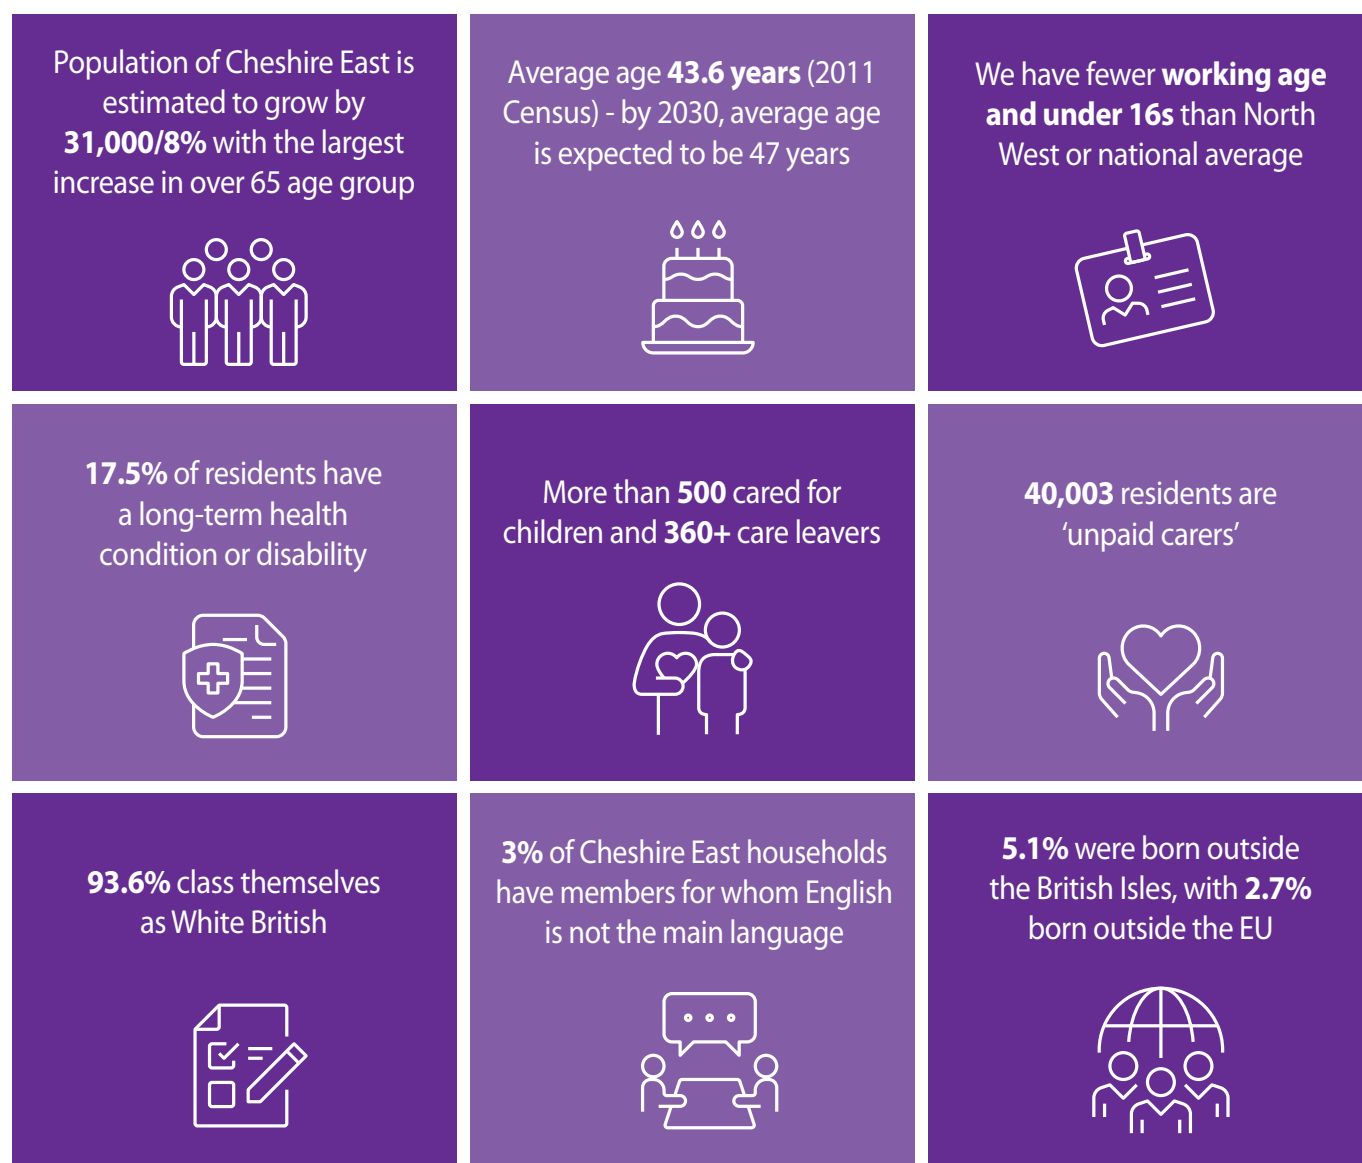 Population of Cheshire East is
estimated to grow by
31,000/8% with the largest
increase in over 65 age group
Average age 43.6 years (2011
Census) - by 2030, average age
is expected to be 47 years
We have fewer working age
and under 16s than North
West or national average
17.5% of residents have
a long-term health
condition or disability
More than 500 cared for
children and 360+ care leavers
40,003 residents are
‘unpaid carers’
93.6% class themselves
as White British
3% of Cheshire East households
have members for whom English
is not the main language
5.1% were born outside
the British Isles, with 2.7%
born outside the EU